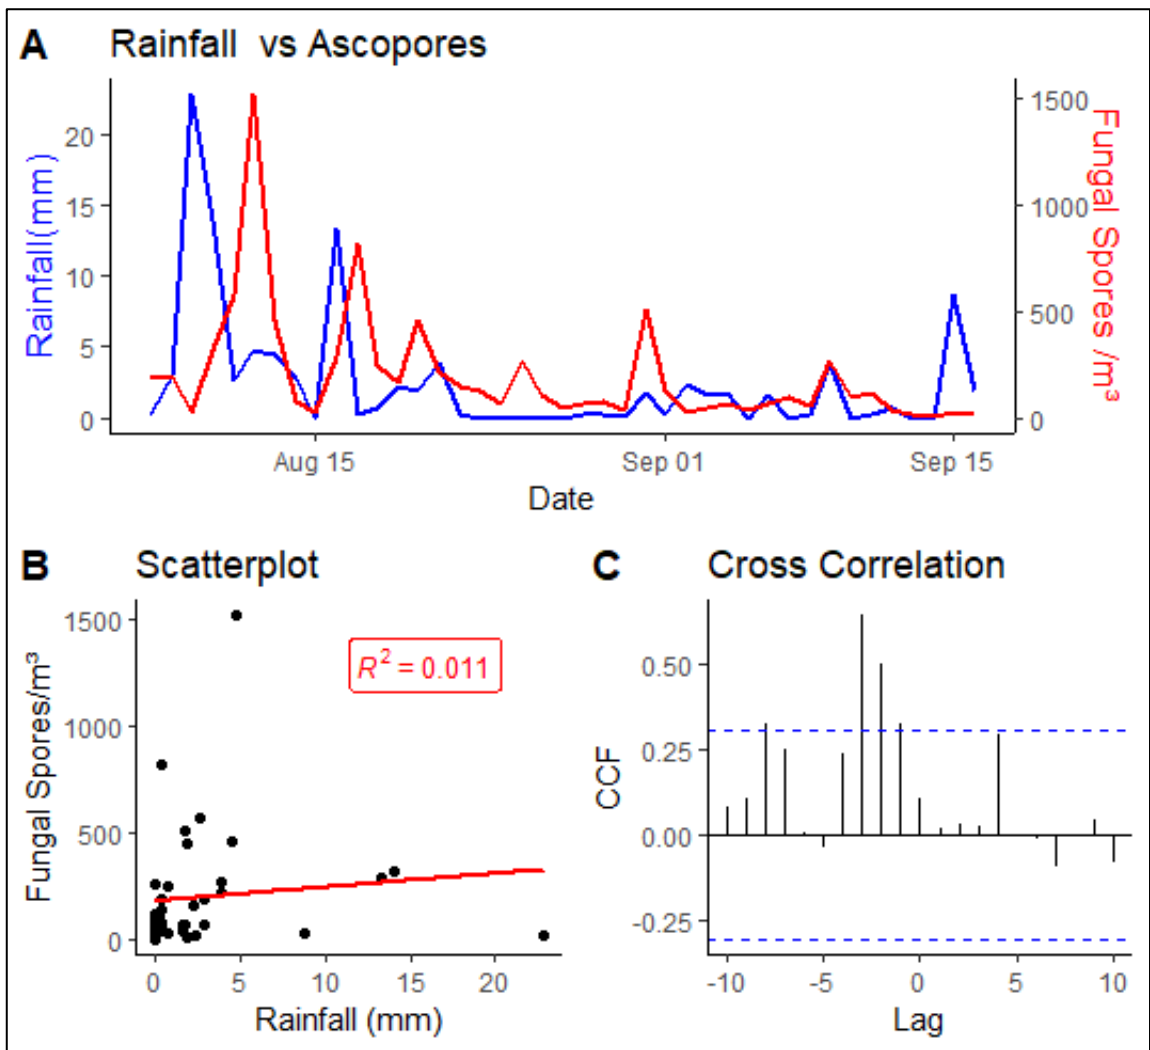 A Rainfall  vs Ascopores
Rainfall(mm)
20
15
10
5
0
1500
1000
500
0
Fungal Spores /m³
Aug 15 Sep 01 Sep 15
Date
B Scatterplot
Fungal Spores/m³
1500
1000
500
0
R² = 0.011
0 5 10 15 20
Rainfall (mm)
C Cross Correlation
CCF
0.50
0.25
0.00
-0.25
-10 -5 0 5 10
Lag